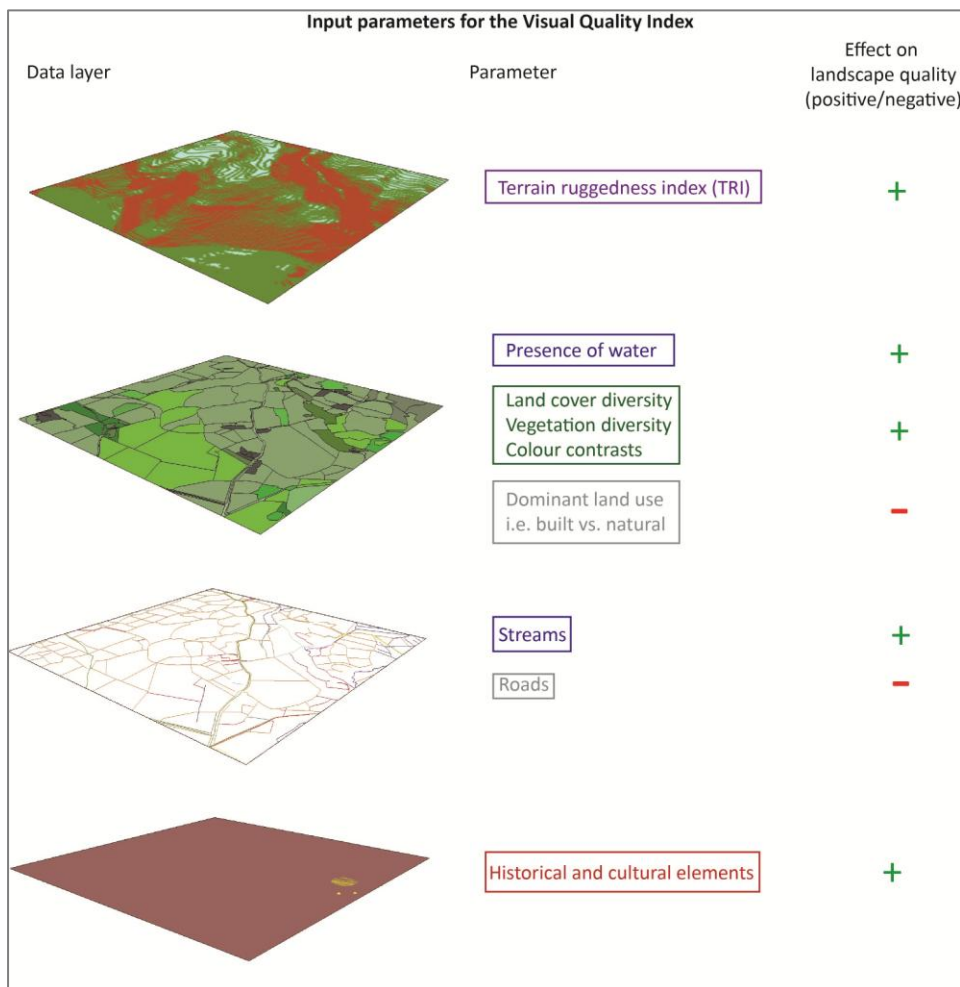 Input parameters for the Visual Quality Index
Data layer
Parameter
Effect on
landscape quality
(positive/negative)
Terrain ruggedness index (TRI)
+
Presence of water
+
Land cover diversity
Vegetation diversity
Colour contrasts
+
Dominant land use
i.e. built vs. natural
-
Streams
+
Roads
-
Historical and cultural elements
+